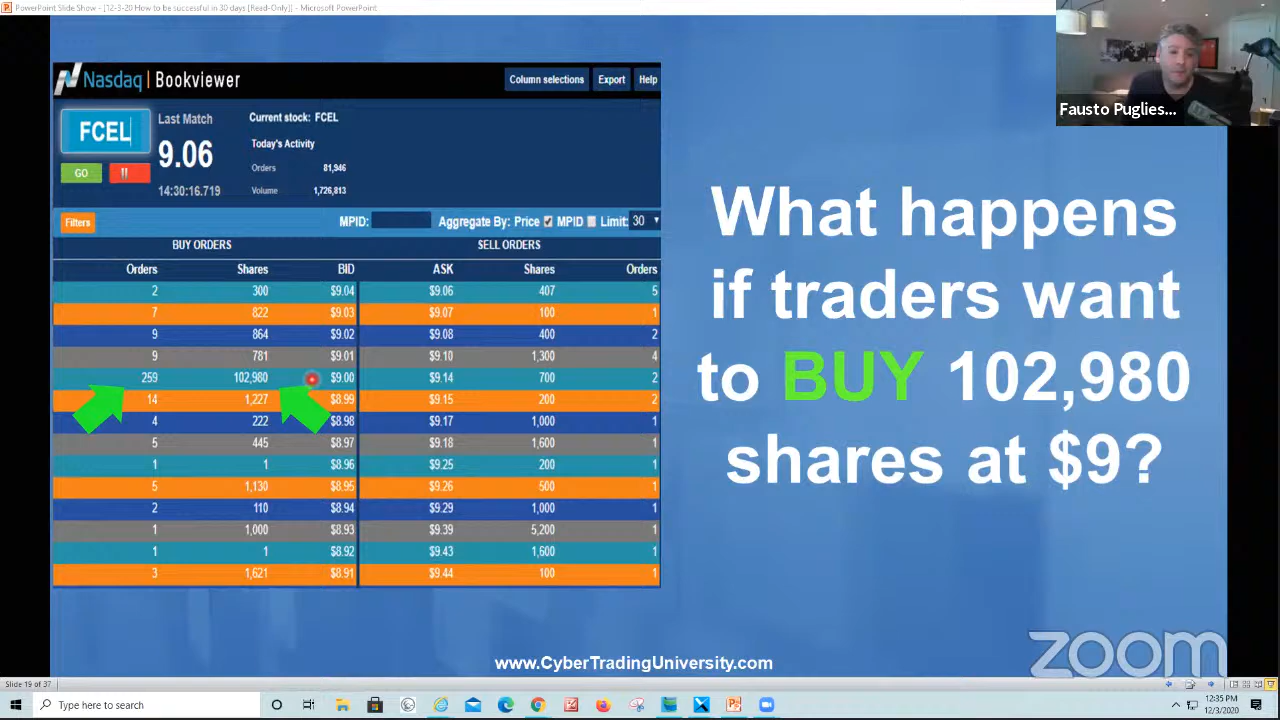 PowerPoint Slide Show - [12-3-20 How to be successful in 30 days [Read-Only]] - Microsoft PowerPoint
Nasdaq | Bookviewer
Column selections
Export
Help
FCEL
Last Match
9.06
14:30:16.719
GO
Current stock: FCEL
Today's Activity
Orders 81,946
Volume 1,726,813
Filters
MPID:
Aggregate By: Price MPID Limit: 30
BUY ORDERS SELL ORDERS
Orders Shares BID ASK Shares Orders
2 300 $9.04 $9.06 407 5
7 822 $9.03 $9.07 100 1
9 864 $9.02 $9.08 400 2
9 781 $9.01 $9.10 1,300 4
259 102,980 $9.00 $9.14 700 2
14 1,227 $8.99 $9.15 200 2
4 222 $8.98 $9.17 1,000 1
5 445 $8.97 $9.18 1,600 1
1 1 $8.96 $9.25 200 1
5 1,130 $8.95 $9.26 500 1
2 110 $8.94 $9.29 1,000 1
1 1,000 $8.93 $9.39 5,200 1
1 1 $8.92 $9.43 1,600 1
3 1,621 $8.91 $9.44 100 1
What happens
if traders want
to BUY 102,980
shares at $9?
Fausto Puglies...
www.CyberTradingUniversity.com
zoom
Slide 19 of 37
Type here to search
12:35 PM
12/3/2020